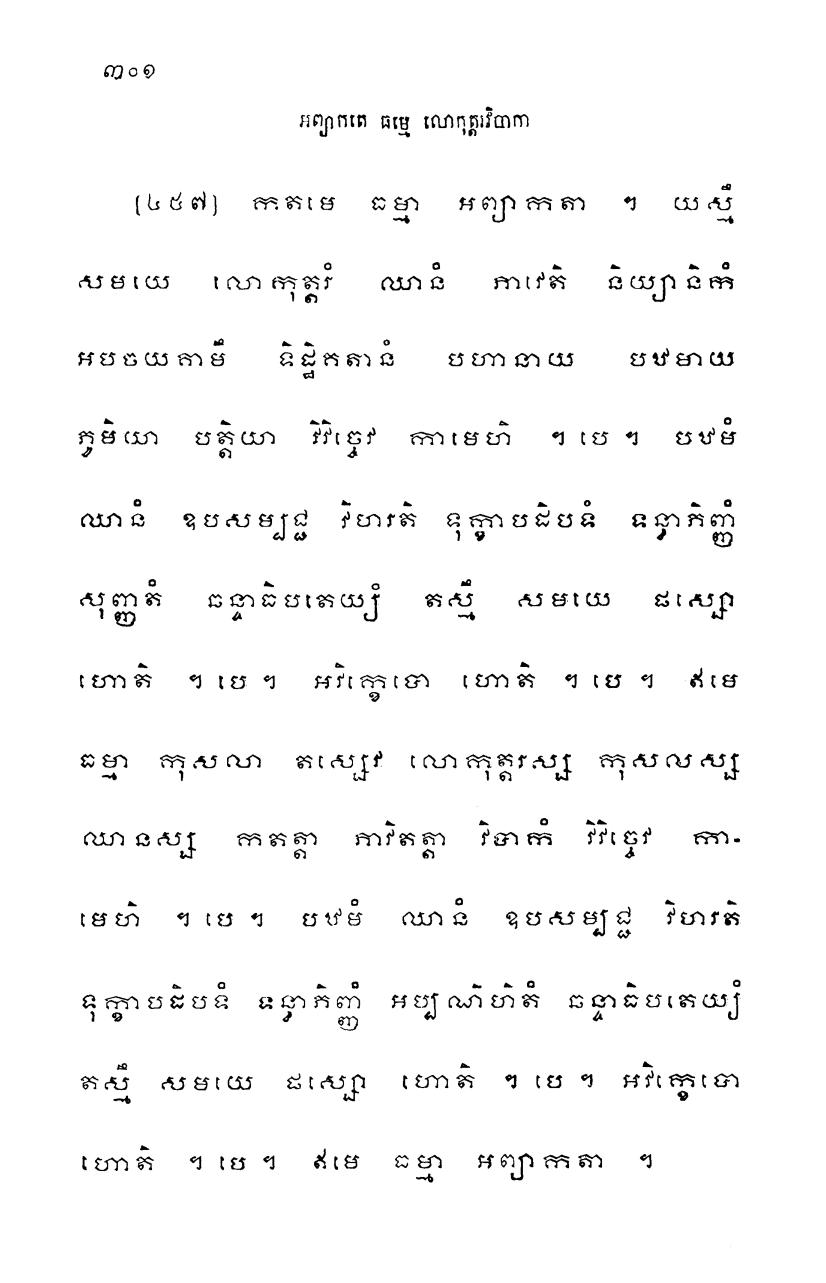 ៣០១
អព្យាកតេ ធម្មេ លោកុត្តរវិបាកា
[៤៥៧] កតមេ ធម្មា អព្យាកតា ។ យស្មឹ
សមយេ លោកុត្តរំ ឈានំ ភាវេតិ និយ្យានិកំ
អបចយគាមឹ ទិដ្ឋិគតានំ បហានាយ បឋមាយ
ភូមិយា បត្តិយា វិវិច្ចេវ កាមេហិ ។ បេ ។ បឋមំ
ឈានំ ឧបសម្បជ្ជ វិហរតិ ទុក្ខាបដិបទំ ទន្ធាភិញ្ញំ
សុញ្ញតំ ឆន្ទាធិបតេយ្យំ តស្មឹ សមយេ ផស្សោ
ហោតិ ។ បេ ។ អវិក្ខេបោ ហោតិ ។ បេ ។ ឥមេ
ធម្មា កុសលា តស្សេវ លោកុត្តរស្ស កុសលស្ស
ឈានស្ស កតត្តា ភាវិតត្តា វិបាកំ វិវិច្ចេវ កា-
មេហិ ។ បេ ។ បឋមំ ឈានំ ឧបសម្បជ្ជ វិហរតិ
ទុក្ខាបដិបទំ ទន្ធាភិញ្ញំ អប្បណិហិតំ ឆន្ទាធិបតេយ្យំ
តស្មឹ សមយេ ផស្សោ ហោតិ ។ បេ ។ អវិក្ខេបោ
ហោតិ ។ បេ ។ ឥមេ ធម្មា អព្យាកតា ។